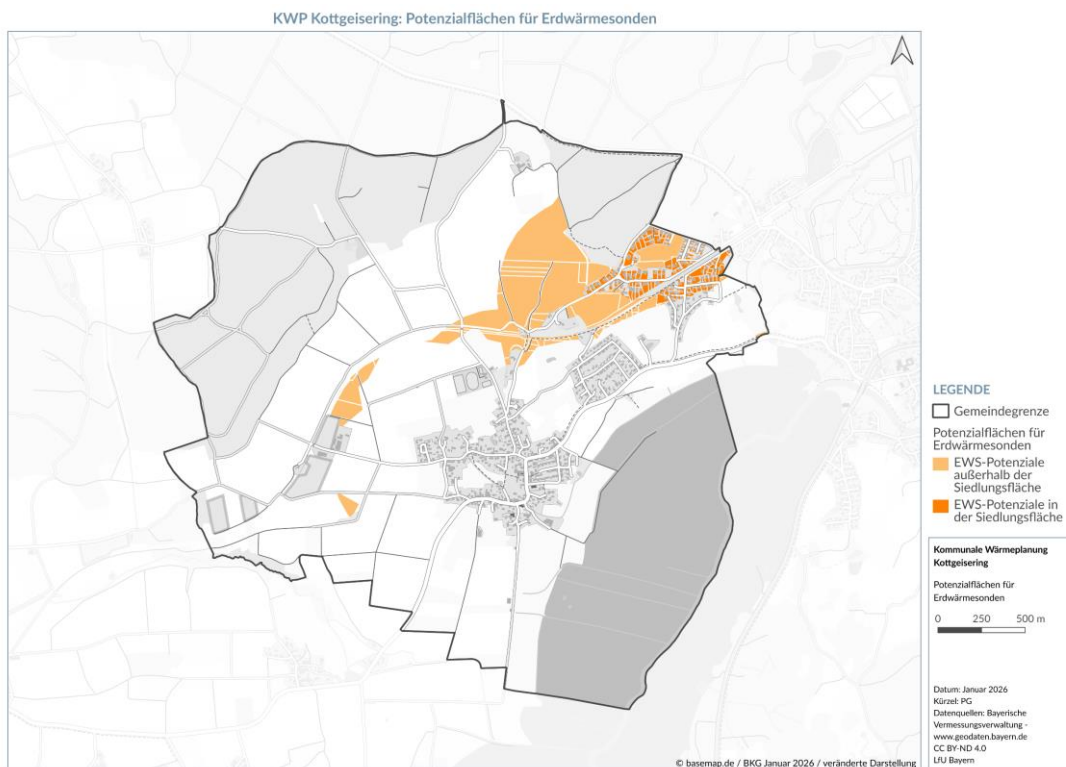 KWP Kottgeisering: Potenzialflächen für Erdwärmesonden
LEGENDE
Gemeindegrenze
Potenzialflächen für
Erdwärmesonden
EWS-Potenziale
außerhalb der
Siedlungsfläche
EWS-Potenziale in
der Siedlungsfläche
Kommunale Wärmeplanung
Kottgeisering
Potenzialflächen für
Erdwärmesonden
0 250 500 m
Datum: Januar 2026
Kürzel: PG
Datenquellen: Bayerische
Vermessungsverwaltung -
www.geodaten.bayern.de
CC BY-ND 4.0
LfU Bayern
© basemap.de / BKG Januar 2026 / veränderte Darstellung